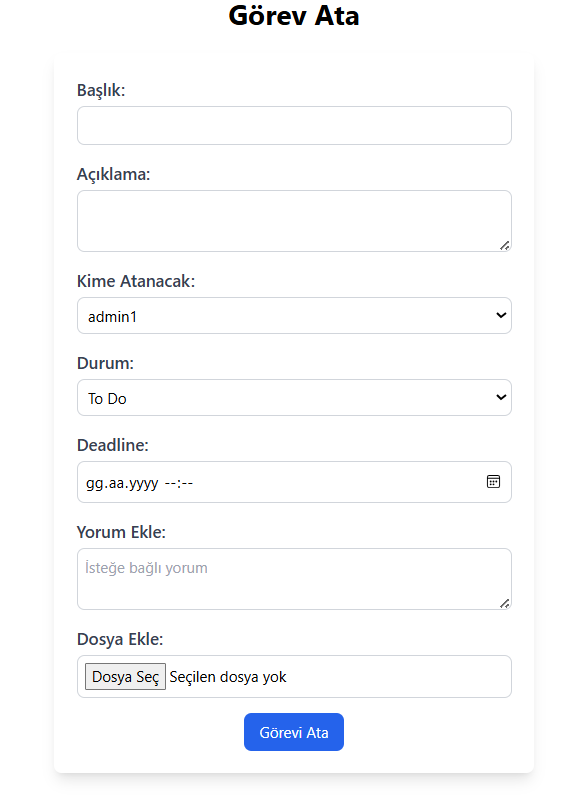 Görev Ata
Başlık:
Açıklama:
Kime Atanacak:
admin1
Durum:
To Do
Deadline:
gg.aa.yyyy --:--
Yorum Ekle:
İsteğe bağlı yorum
Dosya Ekle:
Dosya Seç Seçilen dosya yok
Görevi Ata